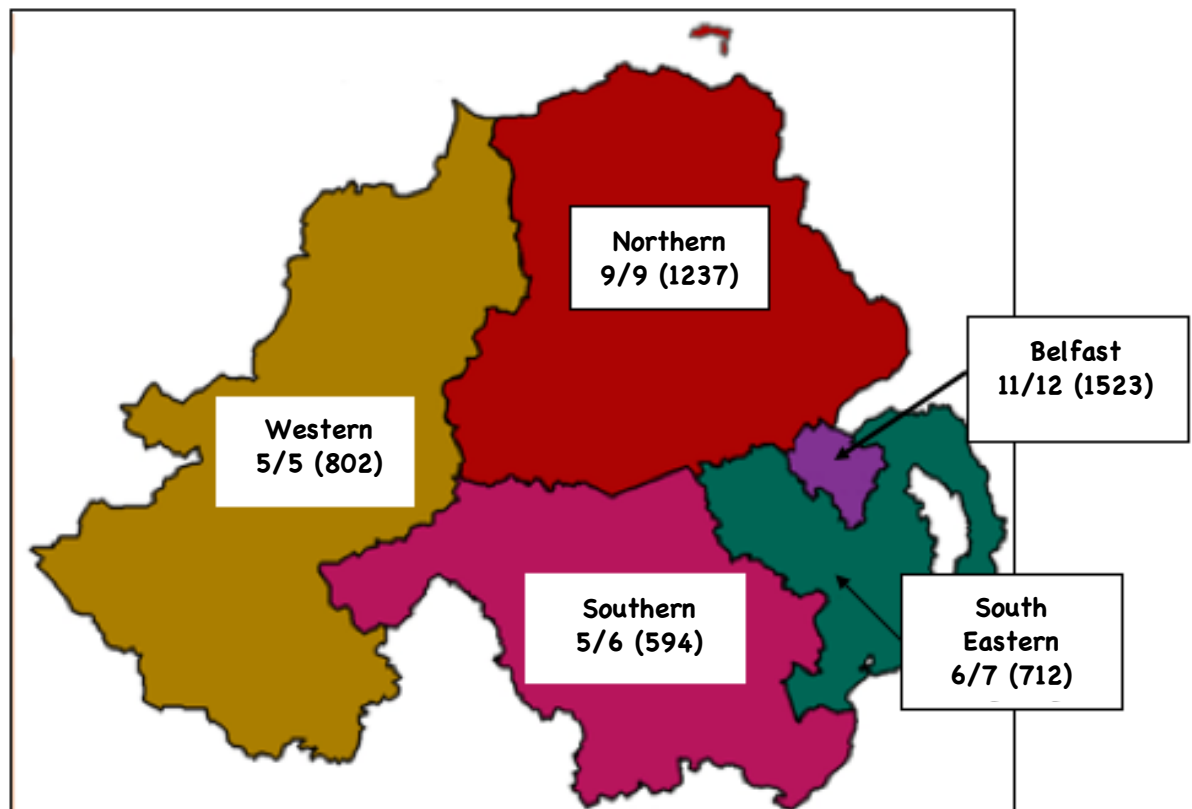 Northern
9/9 (1237)
Belfast
11/12 (1523)
Western
5/5 (802)
Southern
5/6 (594)
South
Eastern
6/7 (712)